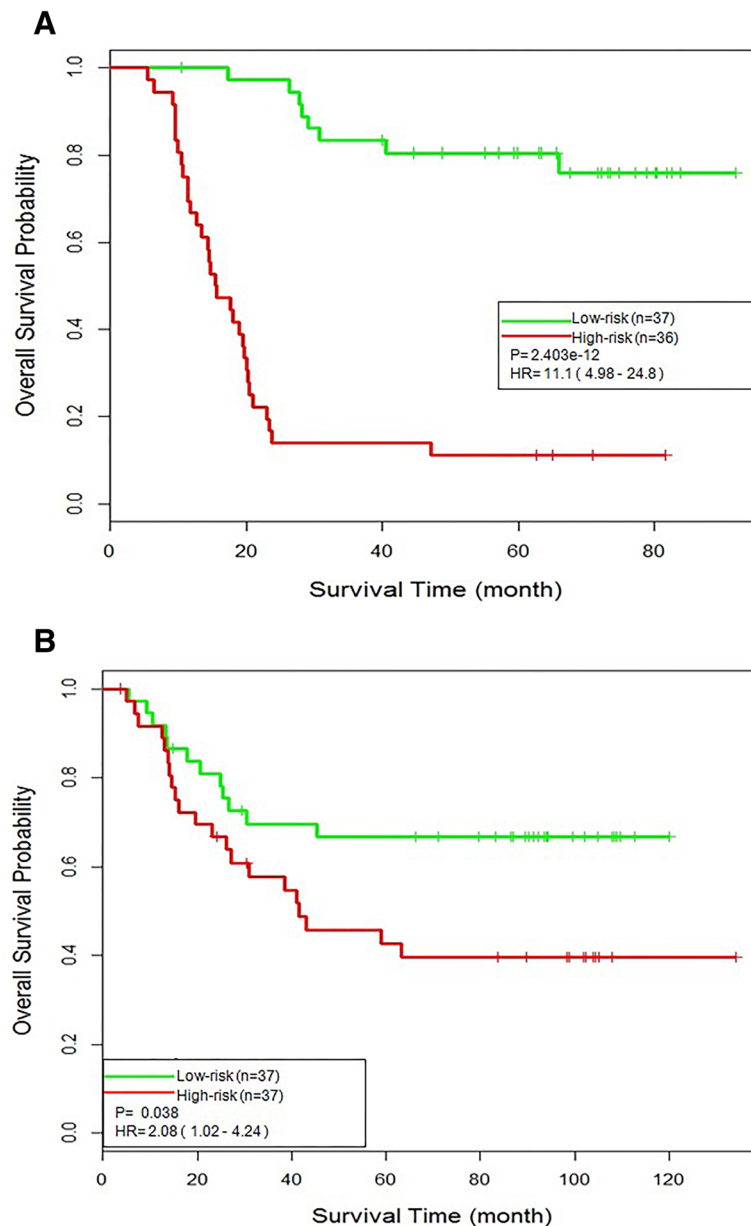 A
Overall Survival Probability
1.0
0.8
0.6
0.4
0.2
0.0
Low-risk (n=37)
High-risk (n=36)
P= 2.403e-12
HR= 11.1 ( 4.98 - 24.8)
0 20 40 60 80
Survival Time (month)
B
Overall Survival Probability
1.0
0.8
0.6
0.4
0.2
0.0
Low-risk (n=37)
High-risk (n=37)
P= 0.038
HR= 2.08 ( 1.02 - 4.24)
0 20 40 60 80 100 120
Survival Time (month)